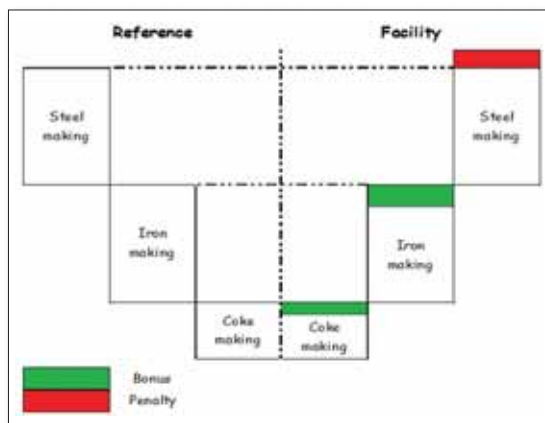 Reference
Facility
Steel
making
Steel
making
Iron
making
Iron
making
Coke
making
Coke
making
Bonus
Penalty